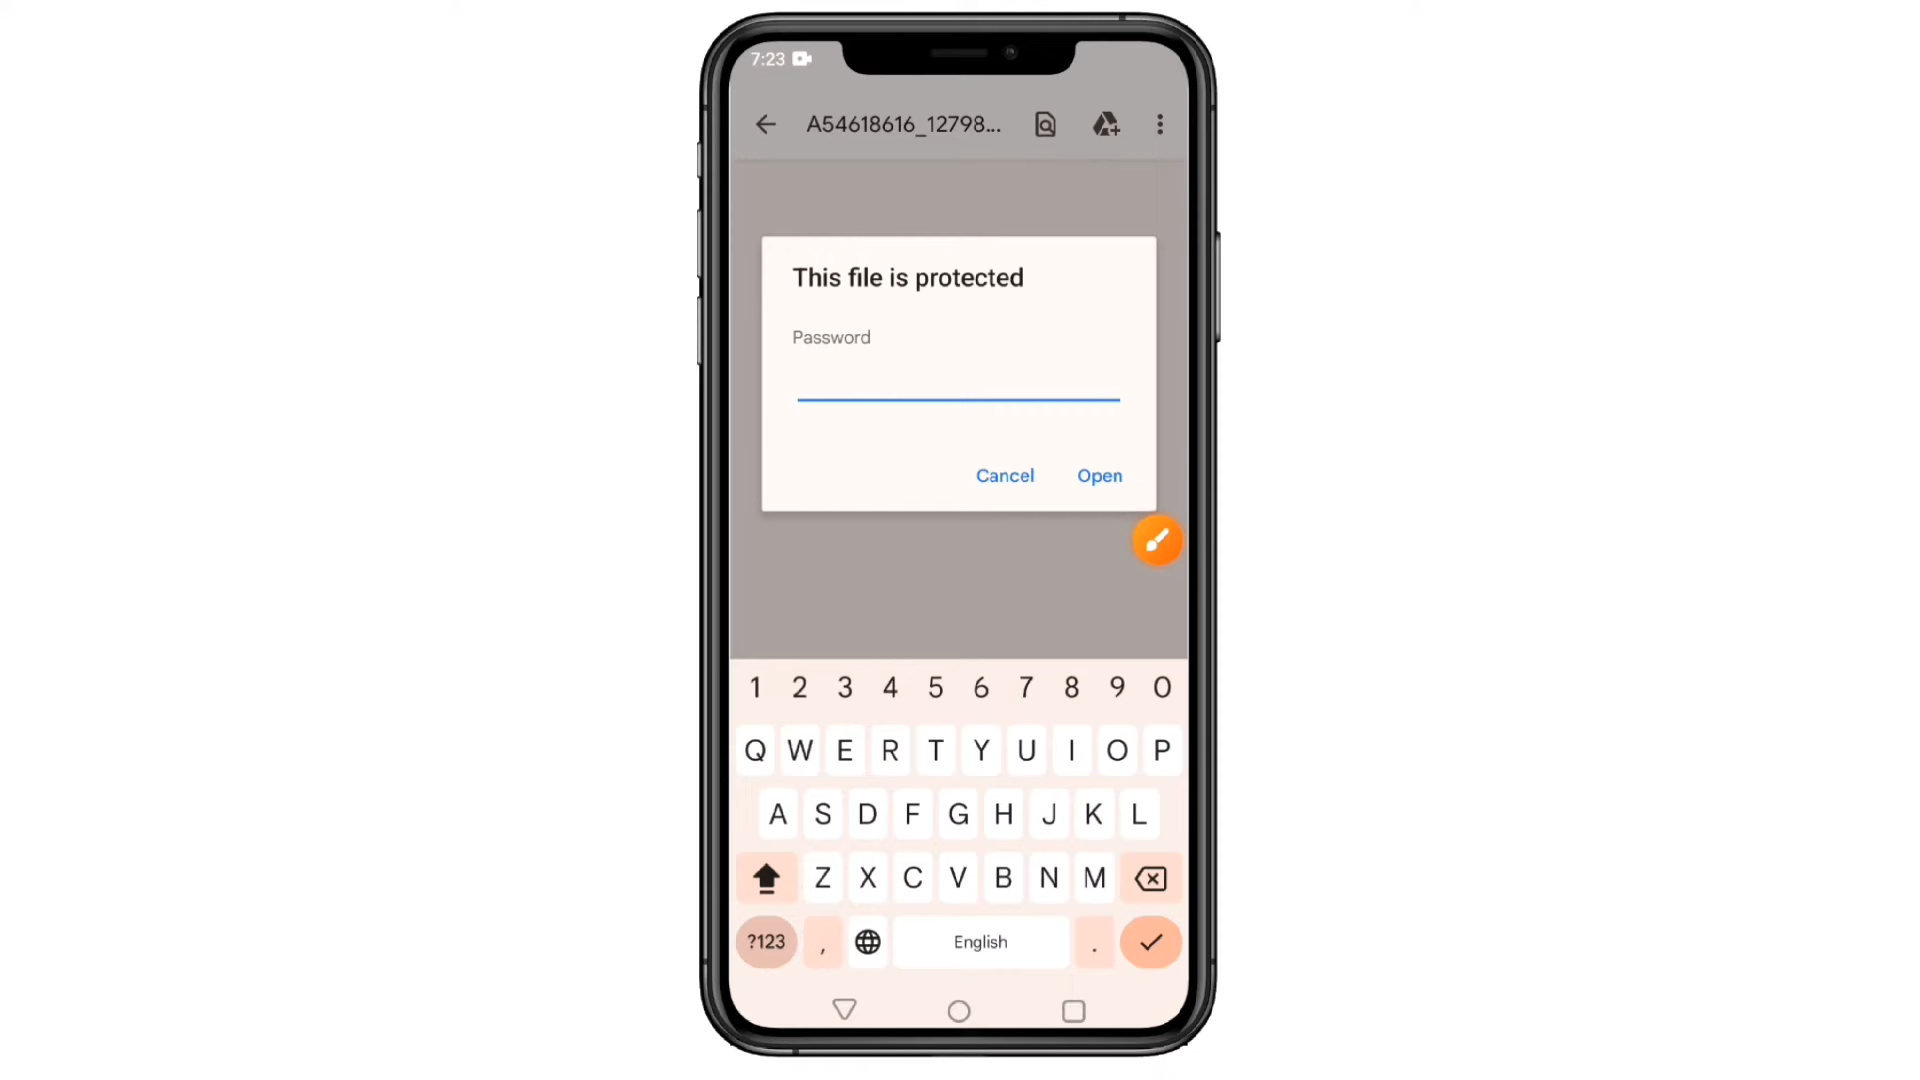 7:23
A54618616_12798...
This file is protected
Password
Cancel Open
1 2 3 4 5 6 7 8 9 0
Q W E R T Y U I O P
A S D F G H J K L
Z X C V B N M
?123 , English .